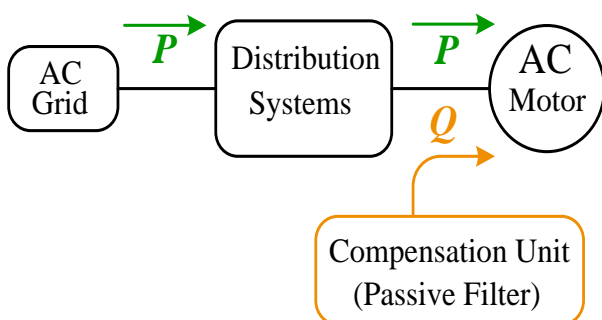 P
P
AC
Grid
Distribution
Systems
AC
Motor
Q
Compensation Unit
(Passive Filter)